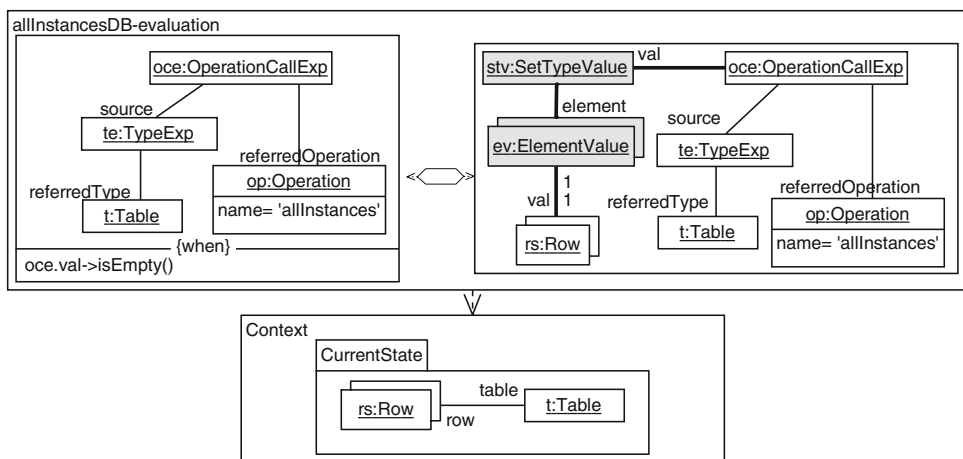 allInstancesDB-evaluation
oce:OperationCallExp
source
te:TypeExp
referredOperation
op:Operation
name= 'allInstances'
referredType
t:Table
{when}
oce.val->isEmpty()
stv:SetTypeValue
val
oce:OperationCallExp
element
source
ev:ElementValue
te:TypeExp
1
1
val
referredOperation
referredType
op:Operation
name= 'allInstances'
rs:Row
t:Table
Context
CurrentState
table
rs:Row
t:Table
row